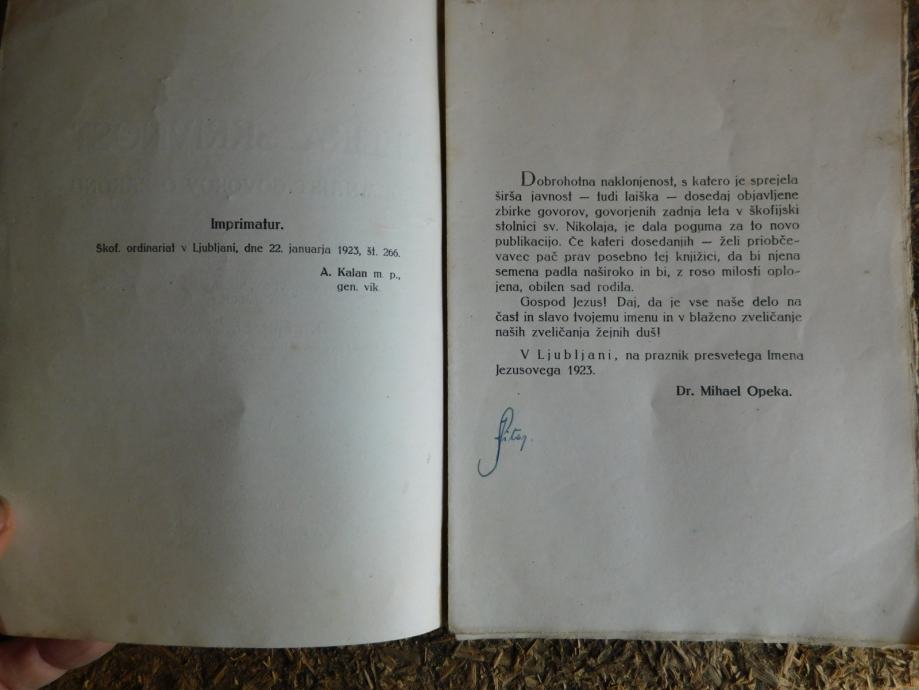 Imprimatur.
Škof. ordinariat v Ljubljani, dne 22. januarja 1923, št. 266.
A. Kalan m. p.,
gen. vik.
Dobrohotna naklonjenost, s katero je sprejela
širša javnost — tudi laiška — dosedaj objavljene
zbirke govorov, govorjenih zadnja leta v škofijski
stolnici sv. Nikolaja, je dala poguma za to novo
publikacijo. Če kateri dosedanjih — želi priobče-
vavec pač prav posebno tej knjižici, da bi njena
semena padla naširoko in bi, z roso milosti oplo-
jena, obilen sad rodila.
Gospod Jezus! Daj, da je vse naše delo na
čast in slavo tvojemu imenu in v blaženo zveličanje
naših zveličanja žejnih duš!
V Ljubljani, na praznik presvetega Imena
Jezusovega 1923.
Dr. Mihael Opeka.